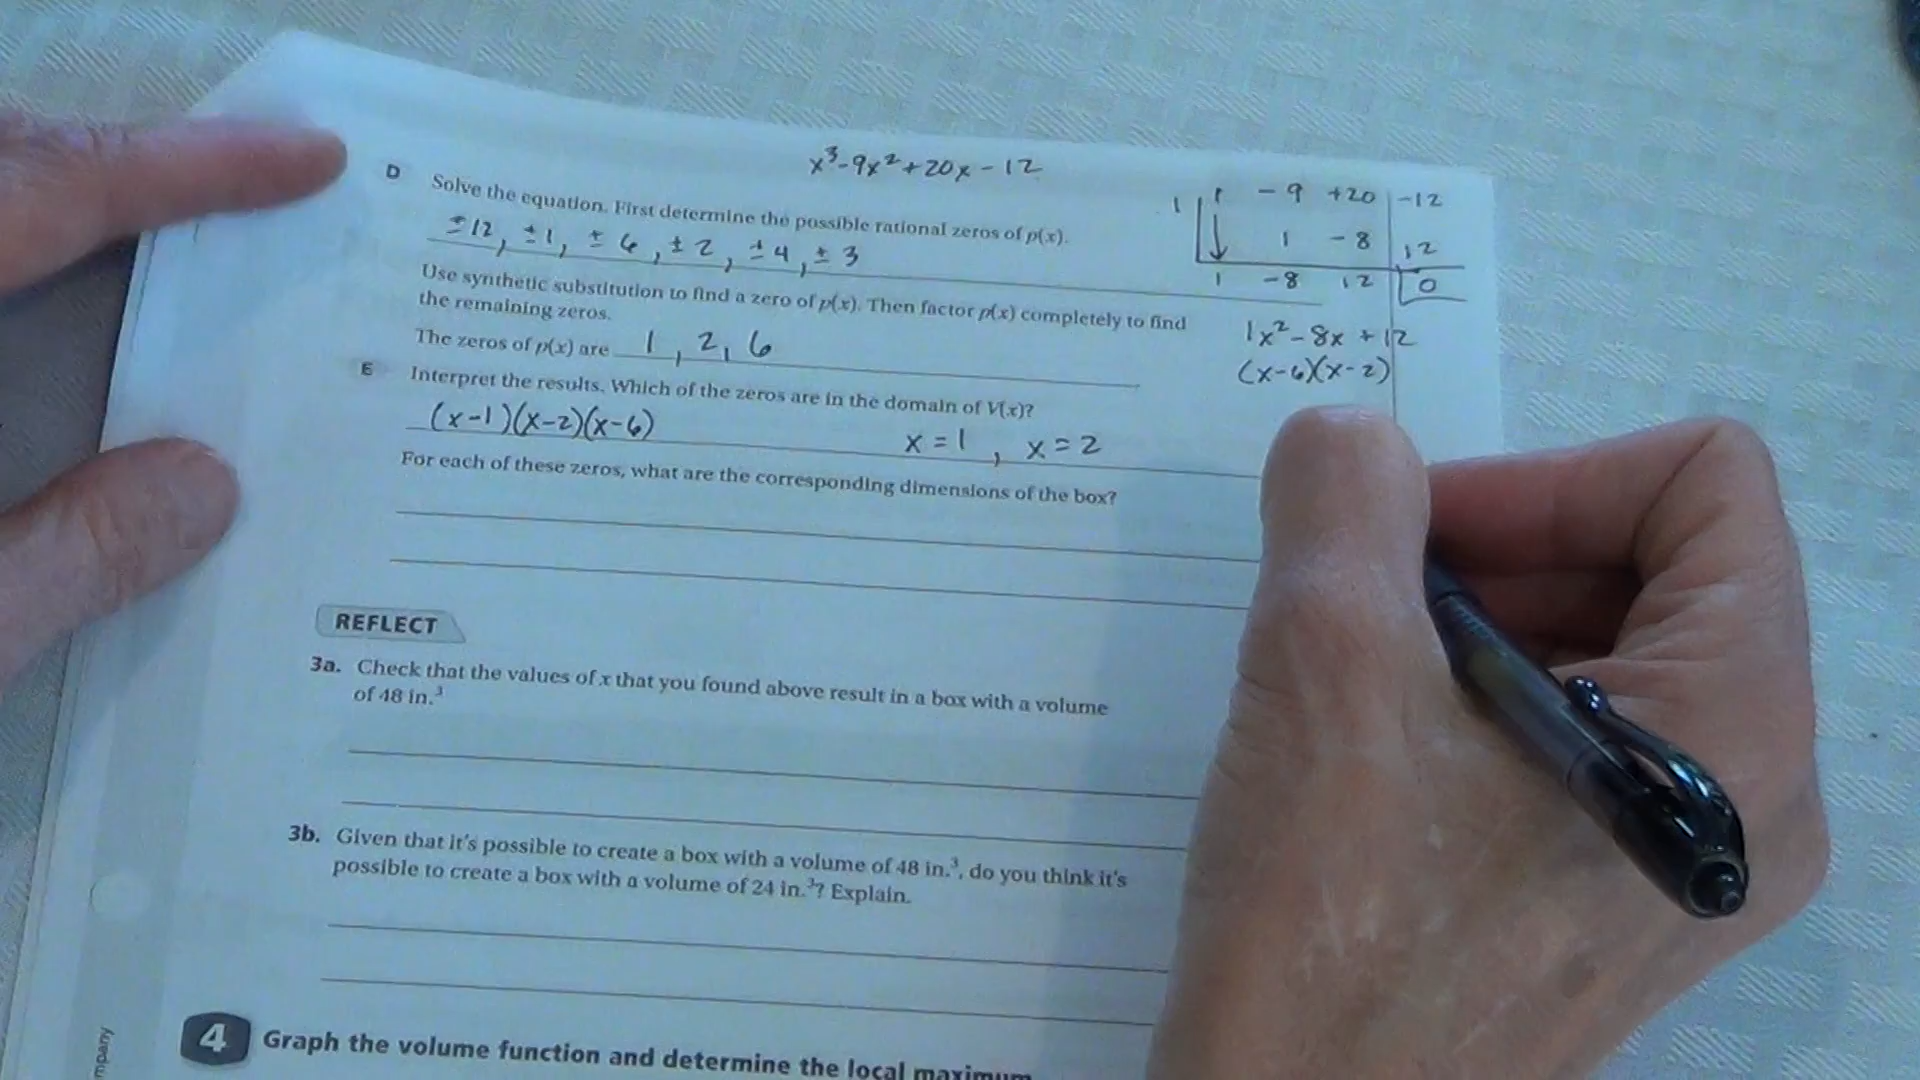 x³-9x²+20x-12
D Solve the equation. First determine the possible rational zeros of p(x).
±12, ±1, ±6, ±2, ±4, ±3
Use synthetic substitution to find a zero of p(x). Then factor p(x) completely to find
the remaining zeros.
The zeros of p(x) are 1, 2, 6
E Interpret the results. Which of the zeros are in the domain of V(x)?
(x-1)(x-2)(x-6) x=1, x=2
For each of these zeros, what are the corresponding dimensions of the box?
1 1 -9 +20 -12
1 -8 12
1 -8 12 0
1x²-8x+12
(x-6)(x-2)
REFLECT
3a. Check that the values of x that you found above result in a box with a volume
of 48 in.³
3b. Given that it's possible to create a box with a volume of 48 in.³, do you think it's
possible to create a box with a volume of 24 in.³? Explain.
4 Graph the volume function and determine the local maximum
mpany